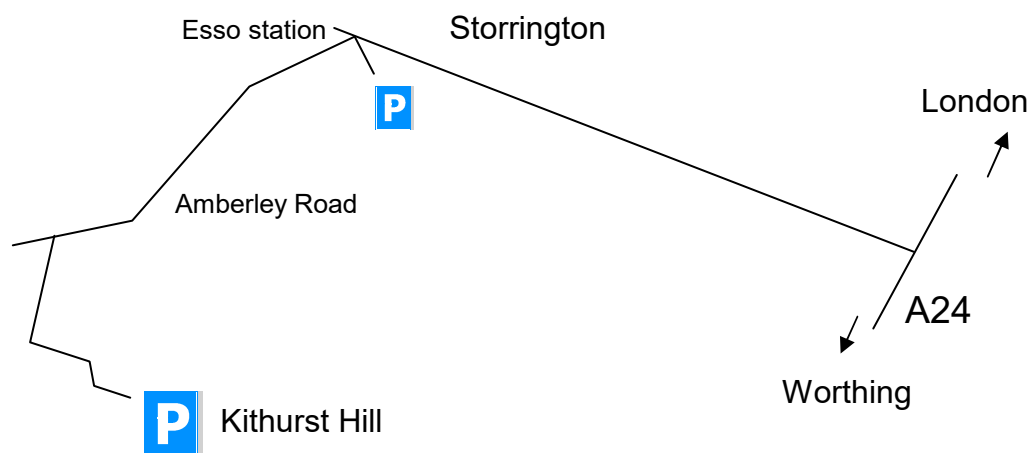 Esso station
Storrington
P
London
Amberley Road
A24
Worthing
P
Kithurst Hill